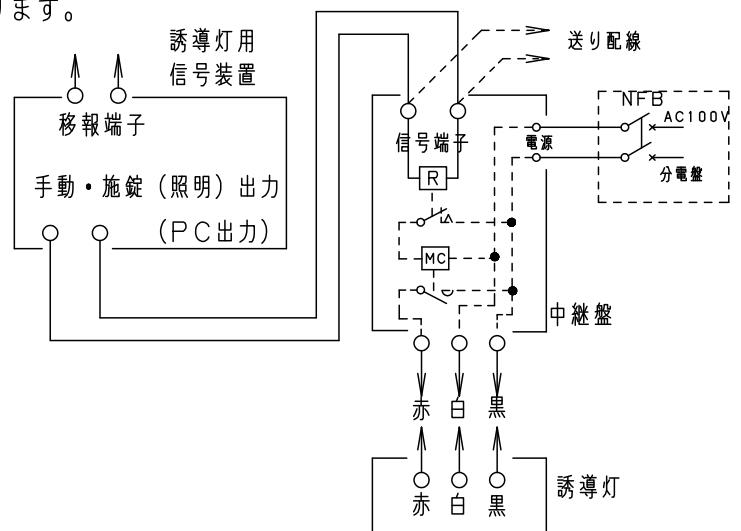 ります。
誘導灯用
信号装置
送り配線
移報端子
NFB
AC100V
信号端子
電源
分電盤
手動・施錠(照明)出力
(PC出力)
R
MC
中継盤
赤 白 黒
誘導灯
赤 白 黒